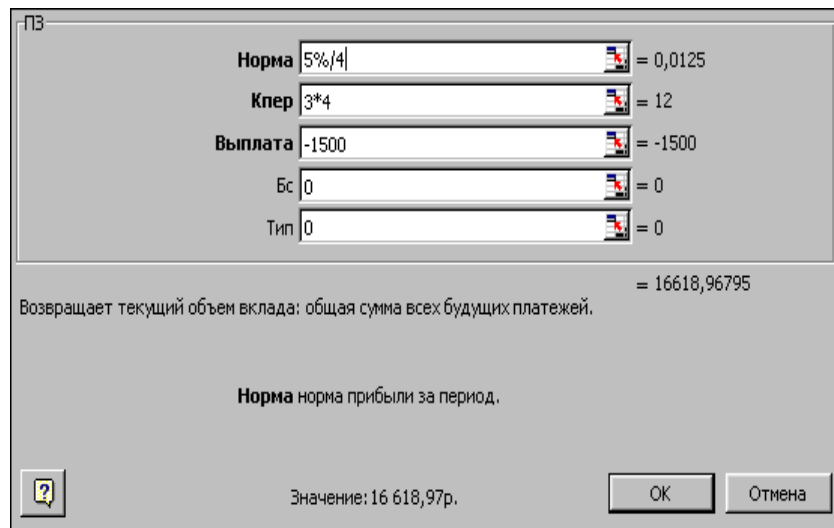 ПЗ
Норма 5%/4 = 0,0125
Кпер 3*4 = 12
Выплата -1500 = -1500
Бс 0 = 0
Тип 0 = 0
= 16618,96795
Возвращает текущий объем вклада: общая сумма всех будущих платежей.
Норма норма прибыли за период.
? Значение: 16 618,97р. OK Отмена